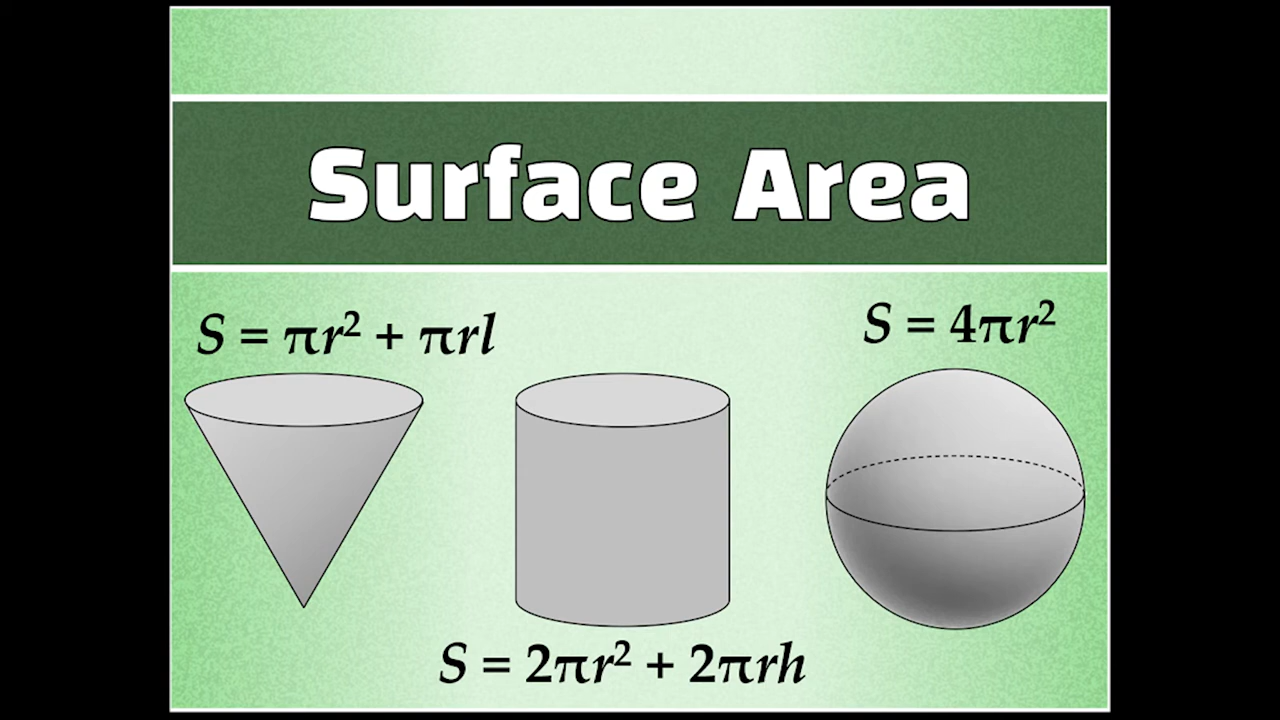 Surface Area
S = πr² + πrl
S = 4πr²
S = 2πr² + 2πrh